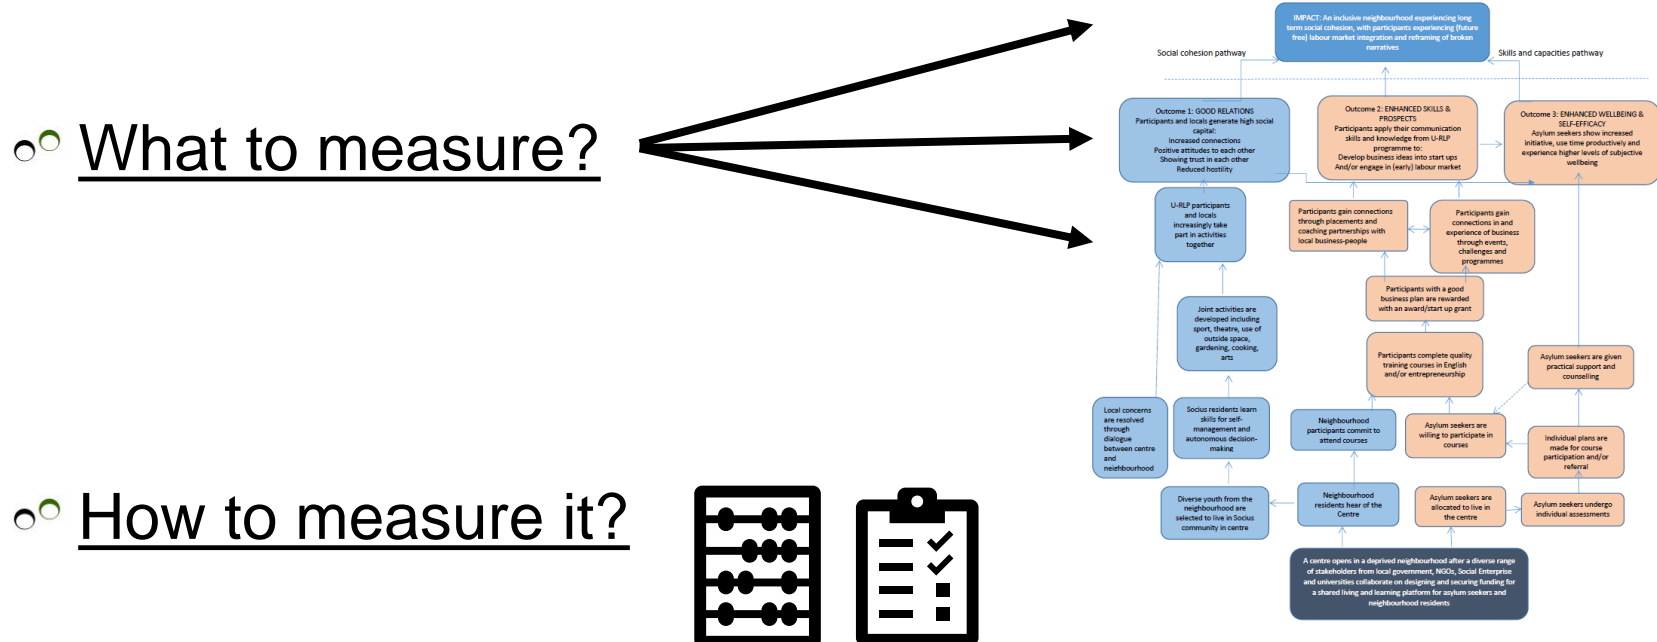 What to measure?
How to measure it?
IMPACT: An inclusive neighbourhood experiencing long
term social cohesion, with participants experiencing (future
free) labour market integration and reframing of broken
narratives
Social cohesion pathway
Skills and capacities pathway
Outcome 1: GOOD RELATIONS
Participants and locals generate high social
capital:
Increased connections
Positive attitudes to each other
Showing trust in each other
Reduced hostility
Outcome 2: ENHANCED SKILLS &
PROSPECTS
Participants apply their communication
skills and knowledge from U-RLP
programme to:
Develop business ideas into start ups
And/or engage in (early) labour market
Outcome 3: ENHANCED WELLBEING &
SELF-EFFICACY
Asylum seekers show increased
initiative, use time productively and
experience higher levels of subjective
wellbeing
U-RLP participants
and locals
increasingly take
part in activities
together
Participants gain connections
through placements and
coaching partnerships with
local business-people
Participants gain
connections in and
experience of business
through events,
challenges and
programmes
Participants with a good
business plan are rewarded
with an award/start up grant
Joint activities are
developed including
sport, theatre, use of
outside space,
gardening, cooking,
arts
Participants complete quality
training courses in English
and/or entrepreneurship
Asylum seekers are given
practical support and
counselling
Local concerns
are resolved
through
dialogue
between centre
and
neighbourhood
Socius residents learn
skills for self-
management and
autonomous decision-
making
Neighbourhood
participants commit to
attend courses
Asylum seekers are
willing to participate in
courses
Individual plans are
made for course
participation and/or
referral
Diverse youth from the
neighbourhood are
selected to live in Socius
community in centre
Neighbourhood
residents hear of the
Centre
Asylum seekers are
allocated to live in
the centre
Asylum seekers undergo
individual assessments
A centre opens in a deprived neighbourhood after a diverse range
of stakeholders from local government, NGOs, Social Enterprise
and universities collaborate on designing and securing funding for
a shared living and learning platform for asylum seekers and
neighbourhood residents